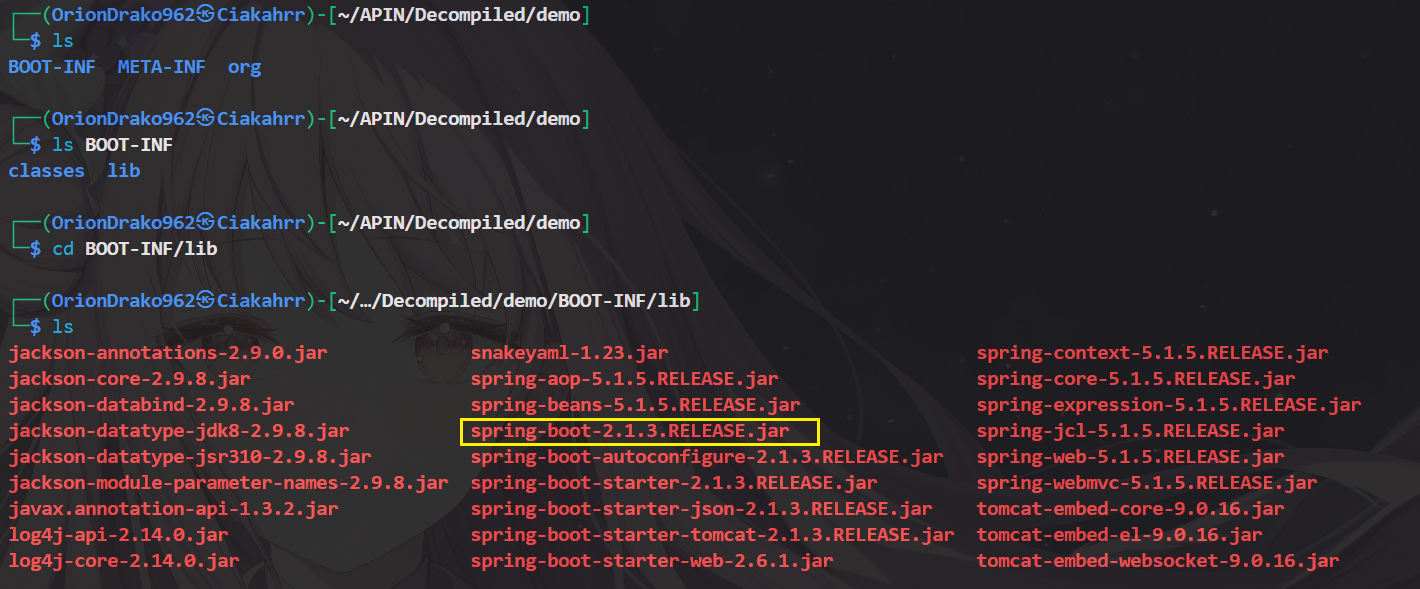 ┌──(OrionDrako962㉿Ciakahrr)-[~/APIN/Decompiled/demo]
└─$ ls
BOOT-INF  META-INF  org
┌──(OrionDrako962㉿Ciakahrr)-[~/APIN/Decompiled/demo]
└─$ ls BOOT-INF
classes  lib
┌──(OrionDrako962㉿Ciakahrr)-[~/APIN/Decompiled/demo]
└─$ cd BOOT-INF/lib
┌──(OrionDrako962㉿Ciakahrr)-[~/…/Decompiled/demo/BOOT-INF/lib]
└─$ ls
jackson-annotations-2.9.0.jar  snakeyaml-1.23.jar  spring-context-5.1.5.RELEASE.jar
jackson-core-2.9.8.jar  spring-aop-5.1.5.RELEASE.jar  spring-core-5.1.5.RELEASE.jar
jackson-databind-2.9.8.jar  spring-beans-5.1.5.RELEASE.jar  spring-expression-5.1.5.RELEASE.jar
jackson-datatype-jdk8-2.9.8.jar  spring-boot-2.1.3.RELEASE.jar  spring-jcl-5.1.5.RELEASE.jar
jackson-datatype-jsr310-2.9.8.jar  spring-boot-autoconfigure-2.1.3.RELEASE.jar  spring-web-5.1.5.RELEASE.jar
jackson-module-parameter-names-2.9.8.jar  spring-boot-starter-2.1.3.RELEASE.jar  spring-webmvc-5.1.5.RELEASE.jar
javax.annotation-api-1.3.2.jar  spring-boot-starter-json-2.1.3.RELEASE.jar  tomcat-embed-core-9.0.16.jar
log4j-api-2.14.0.jar  spring-boot-starter-tomcat-2.1.3.RELEASE.jar  tomcat-embed-el-9.0.16.jar
log4j-core-2.14.0.jar  spring-boot-starter-web-2.6.1.jar  tomcat-embed-websocket-9.0.16.jar